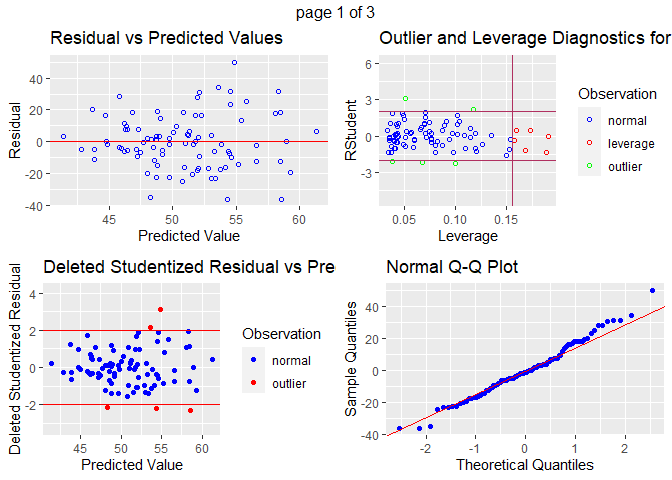 page 1 of 3
Residual vs Predicted Values
Residual
40
20
0
-20
-40
45
50
55
60
Predicted Value
Outlier and Leverage Diagnostics for
RStudent
6
3
0
-3
0.05
0.10
0.15
Leverage
Observation
normal
leverage
outlier
Deleted Studentized Residual vs Pre
Deleted Studentized Residual
4
2
0
-2
45
50
55
60
Predicted Value
Observation
normal
outlier
Normal Q-Q Plot
Sample Quantiles
40
20
0
-20
-40
-2
-1
0
1
2
Theoretical Quantiles